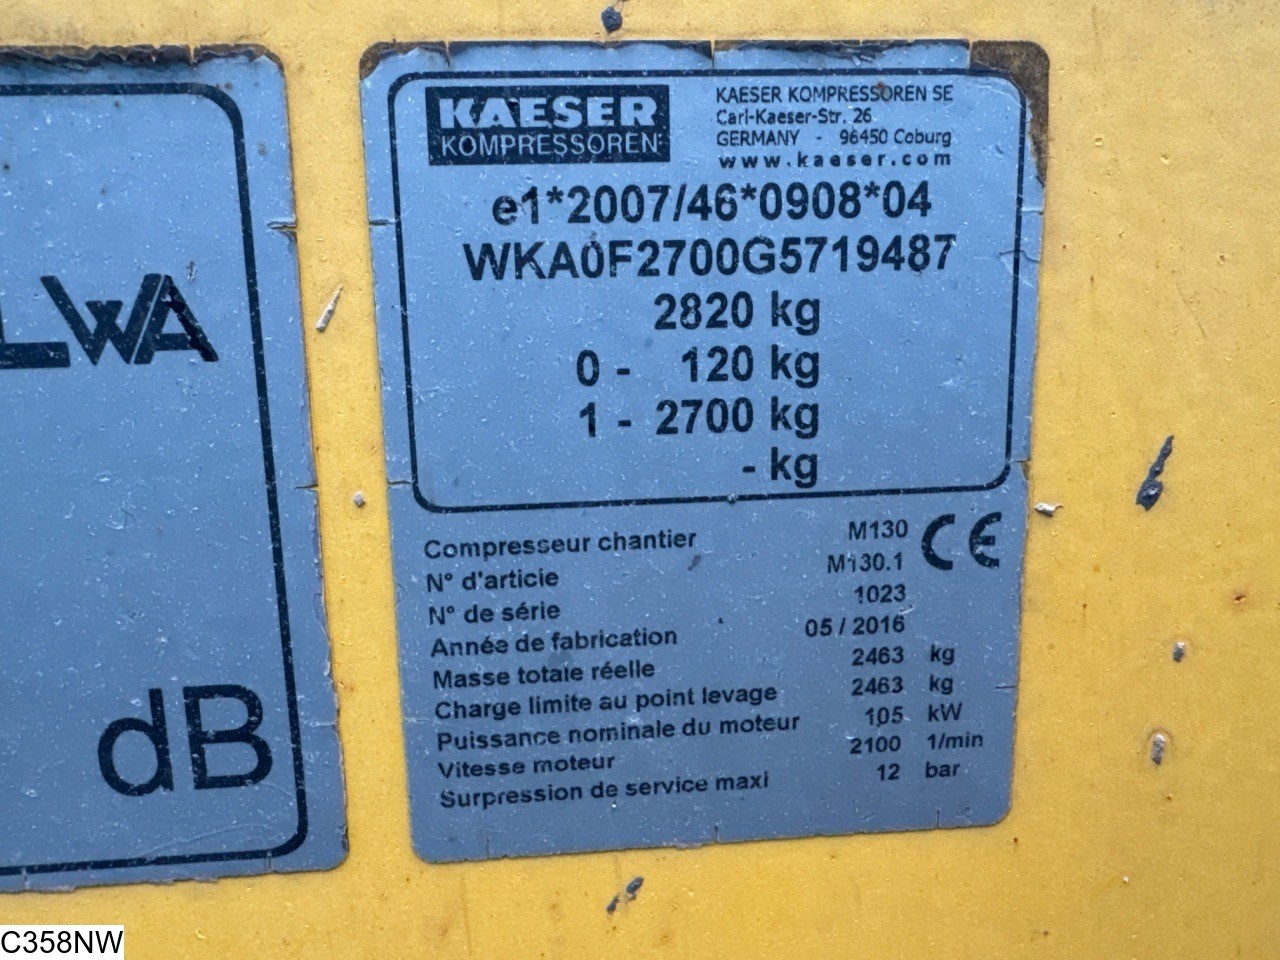 LWA
dB
KAESER
KOMPRESSOREN
KAESER KOMPRESSOREN SE
Carl-Kaeser-Str. 26
GERMANY - 96450 Coburg
www.kaeser.com
e1*2007/46*0908*04
WKA0F2700G5719487
2820 kg
0 - 120 kg
1 - 2700 kg
- kg
CE
Compresseur chantier M130
N° d'article M130.1
N° de série 1023
Année de fabrication 05 / 2016
Masse totale réelle 2463 kg
Charge limite au point levage 2463 kg
Puissance nominale du moteur 105 kW
Vitesse moteur 2100 1/min
Surpression de service maxi 12 bar
C358NW